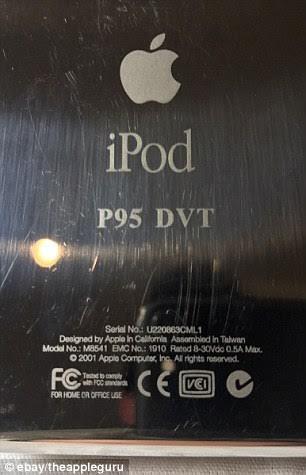 iPod
P95 DVT
Serial No.: U220863CML1
Designed by Apple in California Assembled in Taiwan
Model No.: M8541 EMC No.: 1910 Rated 8-30Vdc 0.5A Max.
© 2001 Apple Computer, Inc. All rights reserved.
FC Tested to comply
with FCC standards
FOR HOME OR OFFICE USE
CE VCI
©ebay/theappleguru